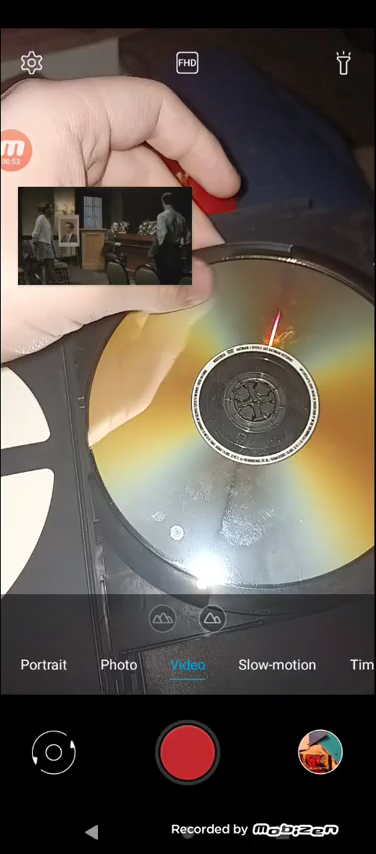 FHD
m
00:53
Portrait
Photo
Video
Slow-motion
Tim
Recorded by Mobizen